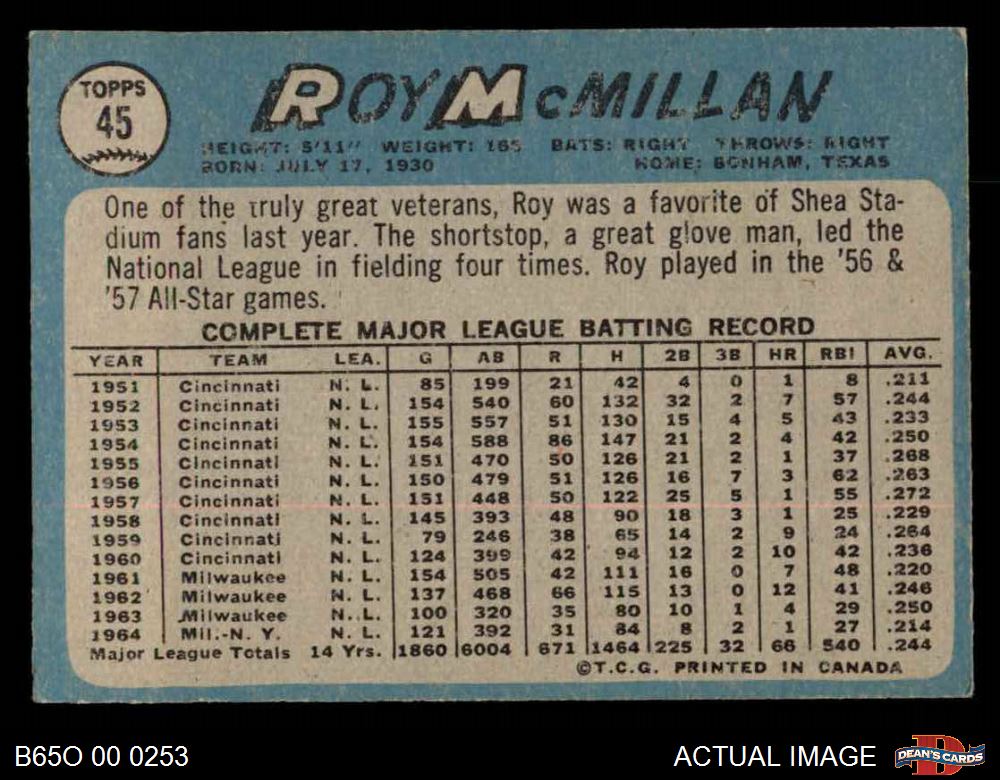 TOPPS
45
ROY McMILLAN
HEIGHT: 5'11" WEIGHT: 165 BATS: RIGHT THROWS: RIGHT
BORN: JULY 17, 1930 HOME: BONHAM, TEXAS
One of the truly great veterans, Roy was a favorite of Shea Sta-
dium fans last year. The shortstop, a great glove man, led the
National League in fielding four times. Roy played in the '56 &
'57 All-Star games.
COMPLETE MAJOR LEAGUE BATTING RECORD
YEAR TEAM LEA. G AB R H 2B 3B HR RBI AVG.
1951 Cincinnati N. L. 85 199 21 42 4 0 1 8 .211
1952 Cincinnati N. L. 154 540 60 132 32 2 7 57 .244
1953 Cincinnati N. L. 155 557 51 130 15 4 5 43 .233
1954 Cincinnati N. L. 154 588 86 147 21 2 4 42 .250
1955 Cincinnati N. L. 151 470 50 126 21 2 1 37 .268
1956 Cincinnati N. L. 150 479 51 126 16 7 3 62 .263
1957 Cincinnati N. L. 151 448 50 122 25 5 1 55 .272
1958 Cincinnati N. L. 145 393 48 90 18 3 1 25 .229
1959 Cincinnati N. L. 79 246 38 65 14 2 9 24 .264
1960 Cincinnati N. L. 124 399 42 94 12 2 10 42 .236
1961 Milwaukee N. L. 154 505 42 111 16 0 7 48 .220
1962 Milwaukee N. L. 137 468 66 115 13 0 12 41 .246
1963 Milwaukee N. L. 100 320 35 80 10 1 4 29 .250
1964 Mil.-N. Y. N. L. 121 392 31 84 8 2 1 27 .214
Major League Totals 14 Yrs. 1860 6004 671 1464 225 32 66 540 .244
©T.C.G. PRINTED IN CANADA
B65O 00 0253 ACTUAL IMAGE DEAN'S CARDS